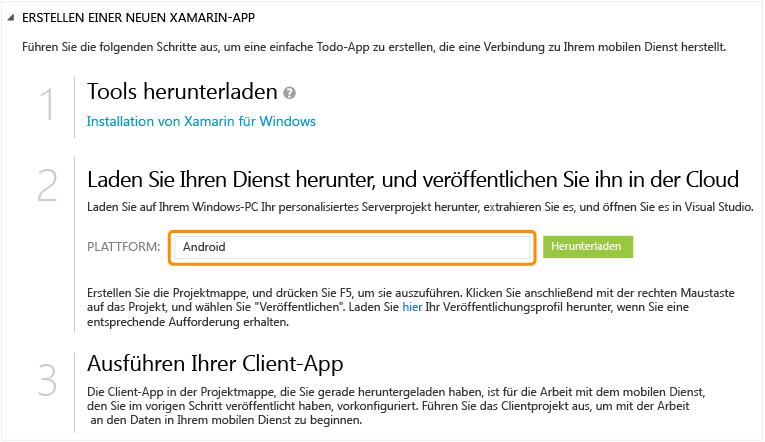 ERSTELLEN EINER NEUEN XAMARIN-APP
Führen Sie die folgenden Schritte aus, um eine einfache Todo-App zu erstellen, die eine Verbindung zu Ihrem mobilen Dienst herstellt.
1
Tools herunterladen ?
Installation von Xamarin für Windows
2
Laden Sie Ihren Dienst herunter, und veröffentlichen Sie ihn in der Cloud
Laden Sie auf Ihrem Windows-PC Ihr personalisiertes Serverprojekt herunter, extrahieren Sie es, und öffnen Sie es in Visual Studio.
PLATTFORM: Android Herunterladen
Erstellen Sie die Projektmappe, und drücken Sie F5, um sie auszuführen. Klicken Sie anschließend mit der rechten Maustaste
auf das Projekt, und wählen Sie "Veröffentlichen". Laden Sie hier Ihr Veröffentlichungsprofil herunter, wenn Sie eine
entsprechende Aufforderung erhalten.
3
Ausführen Ihrer Client-App
Die Client-App in der Projektmappe, die Sie gerade heruntergeladen haben, ist für die Arbeit mit dem mobilen Dienst,
den Sie im vorigen Schritt veröffentlicht haben, vorkonfiguriert. Führen Sie das Clientprojekt aus, um mit der Arbeit
an den Daten in Ihrem mobilen Dienst zu beginnen.